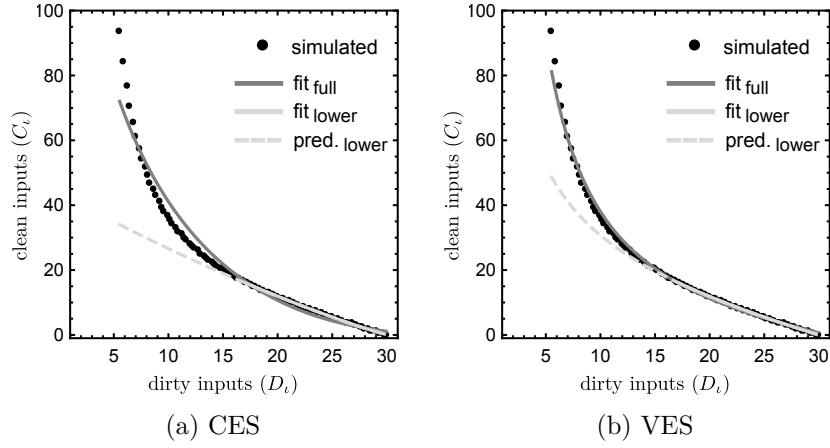 100
80
60
40
20
0
clean inputs (Cι)
simulated
fit full
fit lower
pred. lower
5 10 15 20 25 30
dirty inputs (Dι)
(a) CES
100
80
60
40
20
0
clean inputs (Cι)
simulated
fit full
fit lower
pred. lower
5 10 15 20 25 30
dirty inputs (Dι)
(b) VES